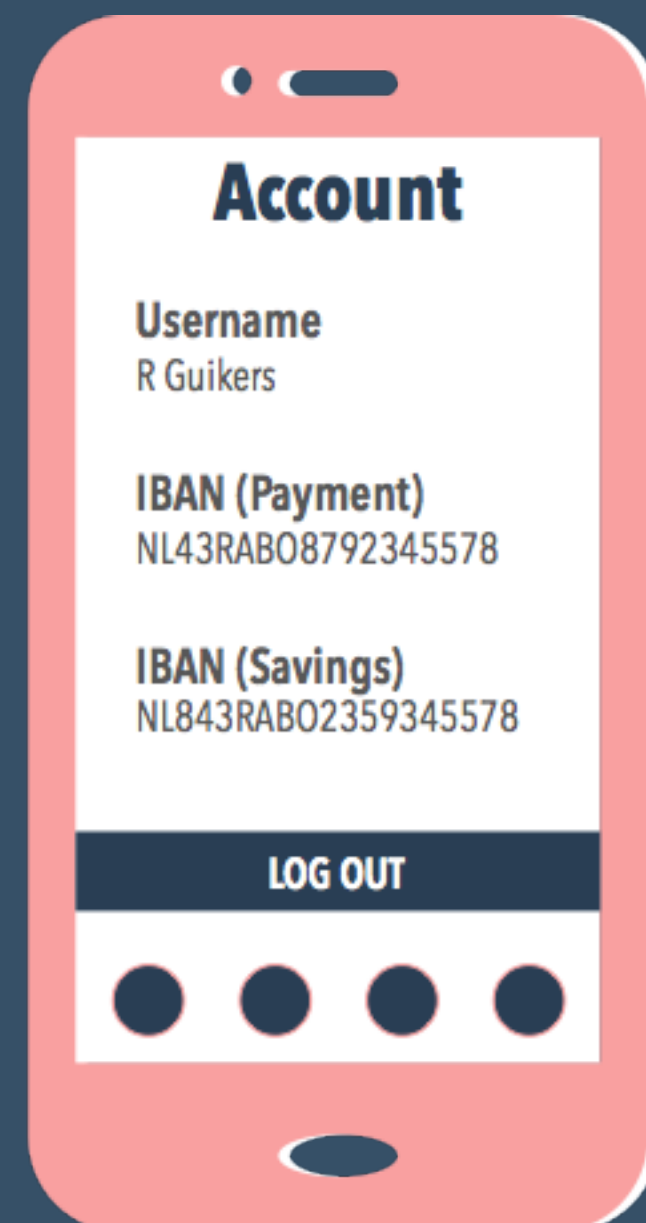 Account
Username
R Guikers
IBAN (Payment)
NL43RABO8792345578
IBAN (Savings)
NL843RABO2359345578
LOG OUT